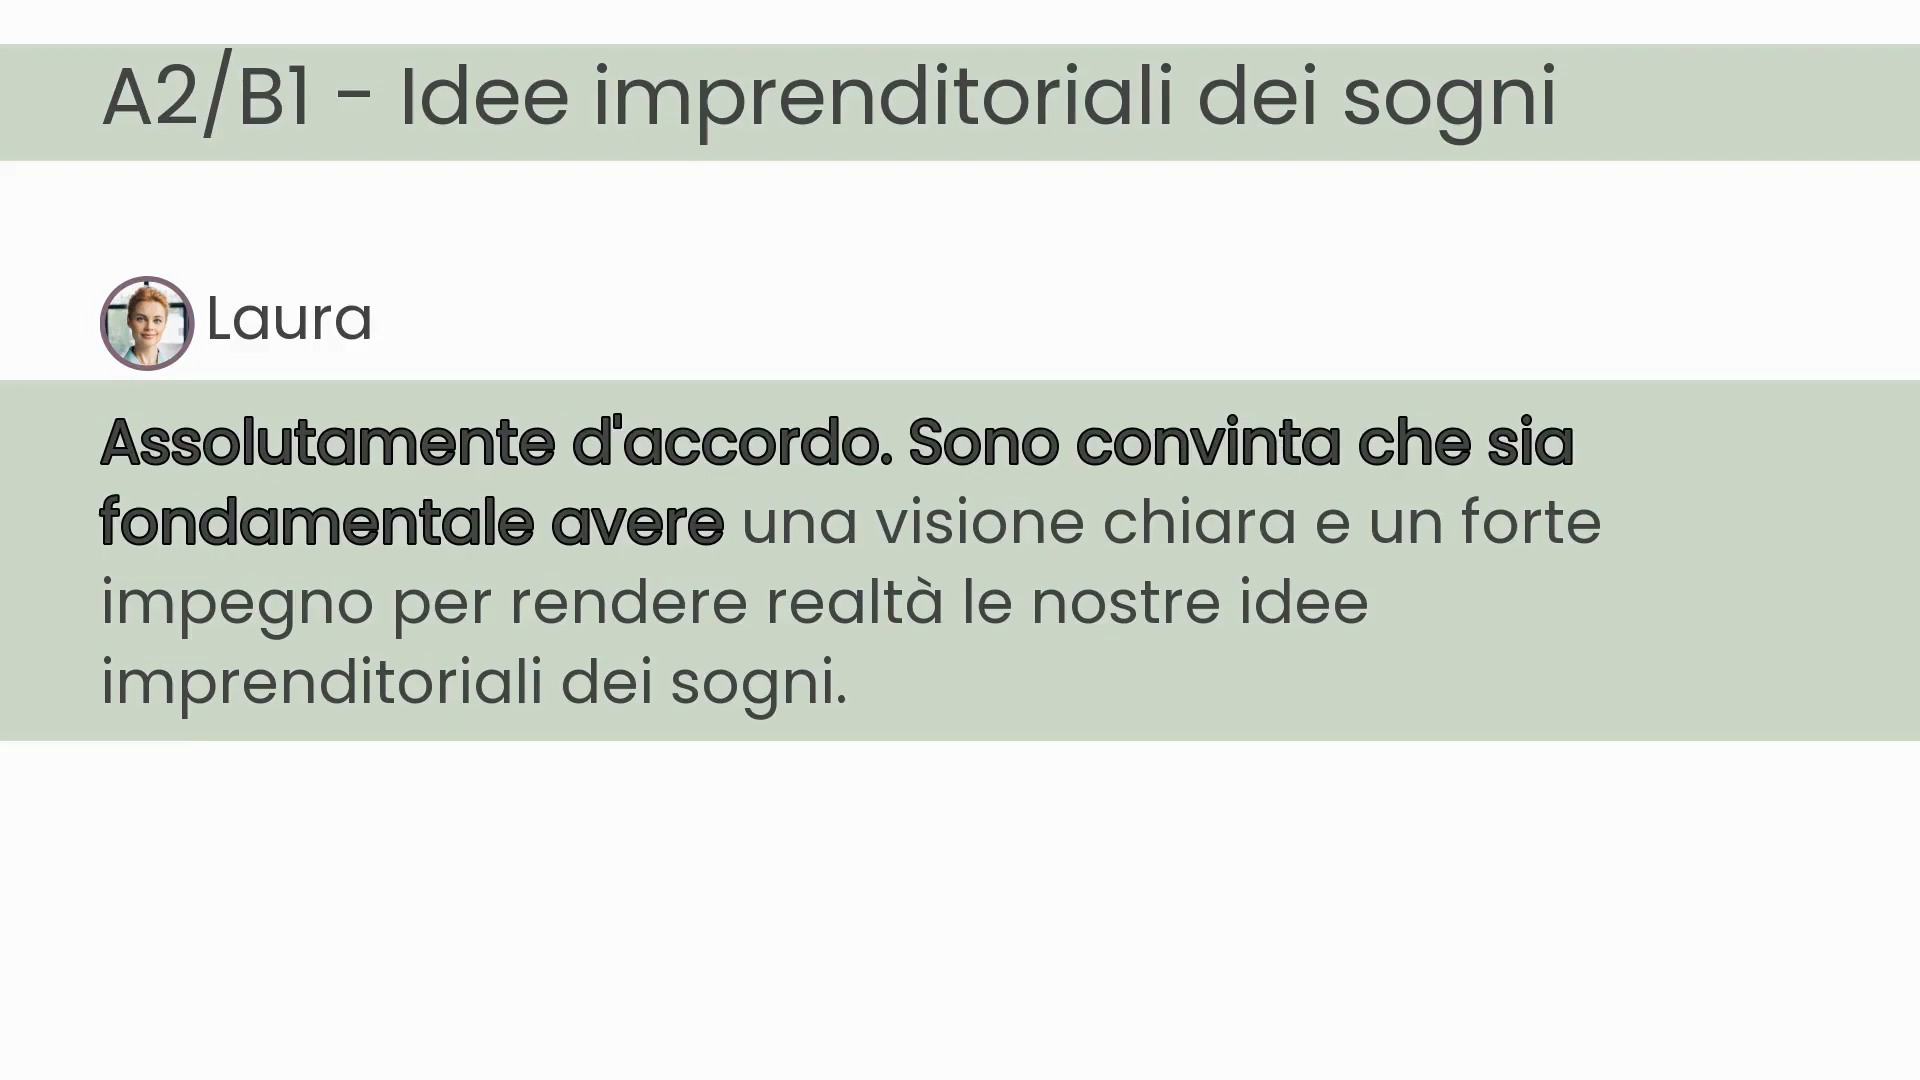 A2/B1 - Idee imprenditoriali dei sogni
Laura
Assolutamente d'accordo. Sono convinta che sia
fondamentale avere una visione chiara e un forte
impegno per rendere realtà le nostre idee
imprenditoriali dei sogni.